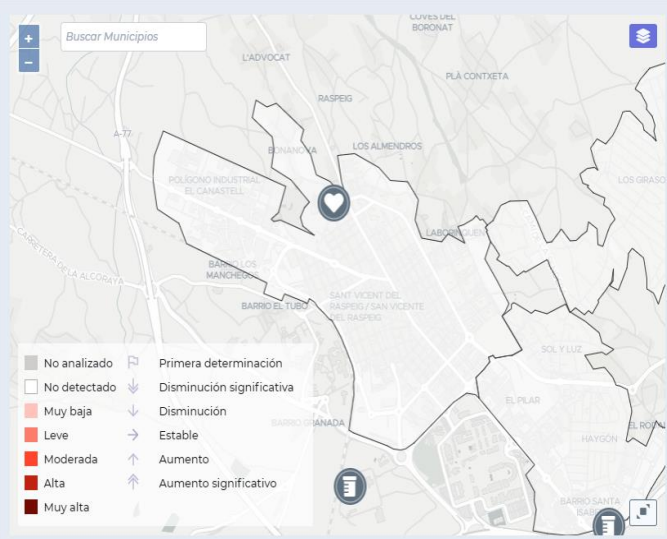 COVES DEL
BORONAT
+
Buscar Municipios
−
L'ADVOCAT
PLÀ CONTXETA
RASPEIG
A-77
BONANOVA
LOS ALMENDROS
POLÍGONO INDUSTRIAL
EL CANASTELL
LOS GIRASO
CARRETERA DE LA ALCORAYA
BARRIO LOS
MANCHEGOS
BARRIO EL TUBO
SANT VICENT DEL
RASPEIG / SAN VICENTE
DEL RASPEIG
SOL Y LUZ
EL PILAR
BARRIO GRANADA
HAYGÓN
BARRIO SANTA
No analizado
No detectado
Muy baja
Leve
Moderada
Alta
Muy alta
Primera determinación
Disminución significativa
Disminución
Estable
Aumento
Aumento significativo